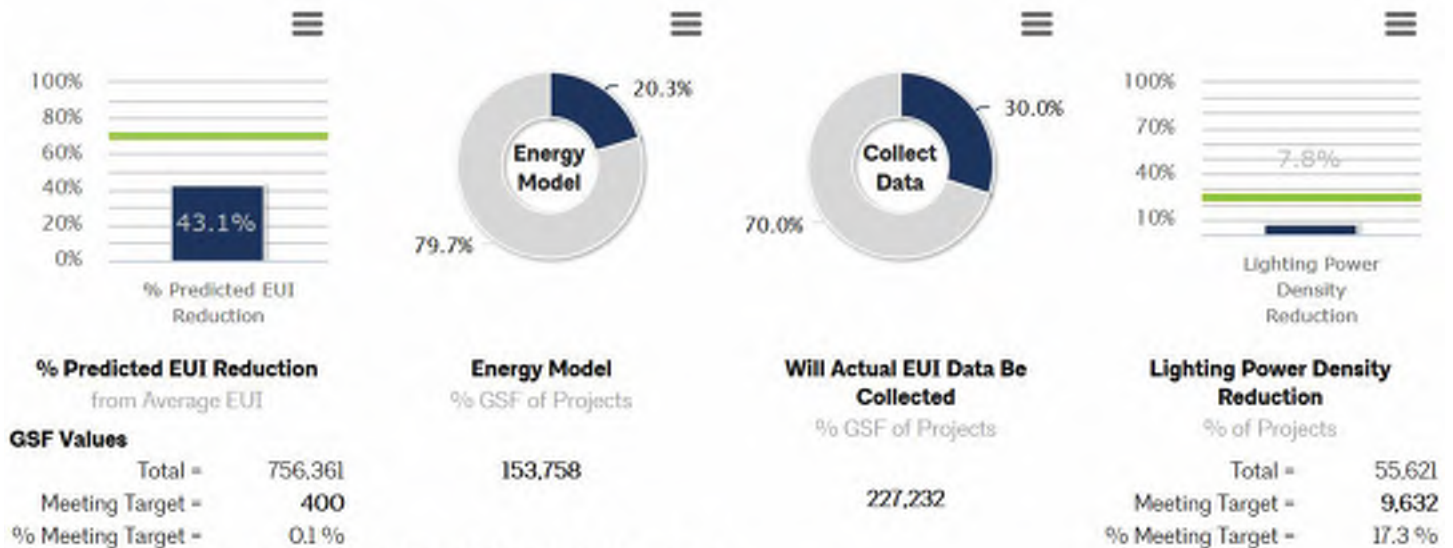 100%
80%
60%
40%
20%
0%
43.1%
% Predicted EUI
Reduction
% Predicted EUI Reduction
from Average EUI
GSF Values
Total = 756,361
Meeting Target = 400
% Meeting Target = 0.1 %
20.3%
Energy
Model
79.7%
Energy Model
% GSF of Projects
153,758
30.0%
Collect
Data
70.0%
Will Actual EUI Data Be
Collected
% GSF of Projects
227,232
100%
70%
40%
10%
7.8%
Lighting Power
Density
Reduction
Lighting Power Density
Reduction
% of Projects
Total = 55,621
Meeting Target = 9,632
% Meeting Target = 17.3 %